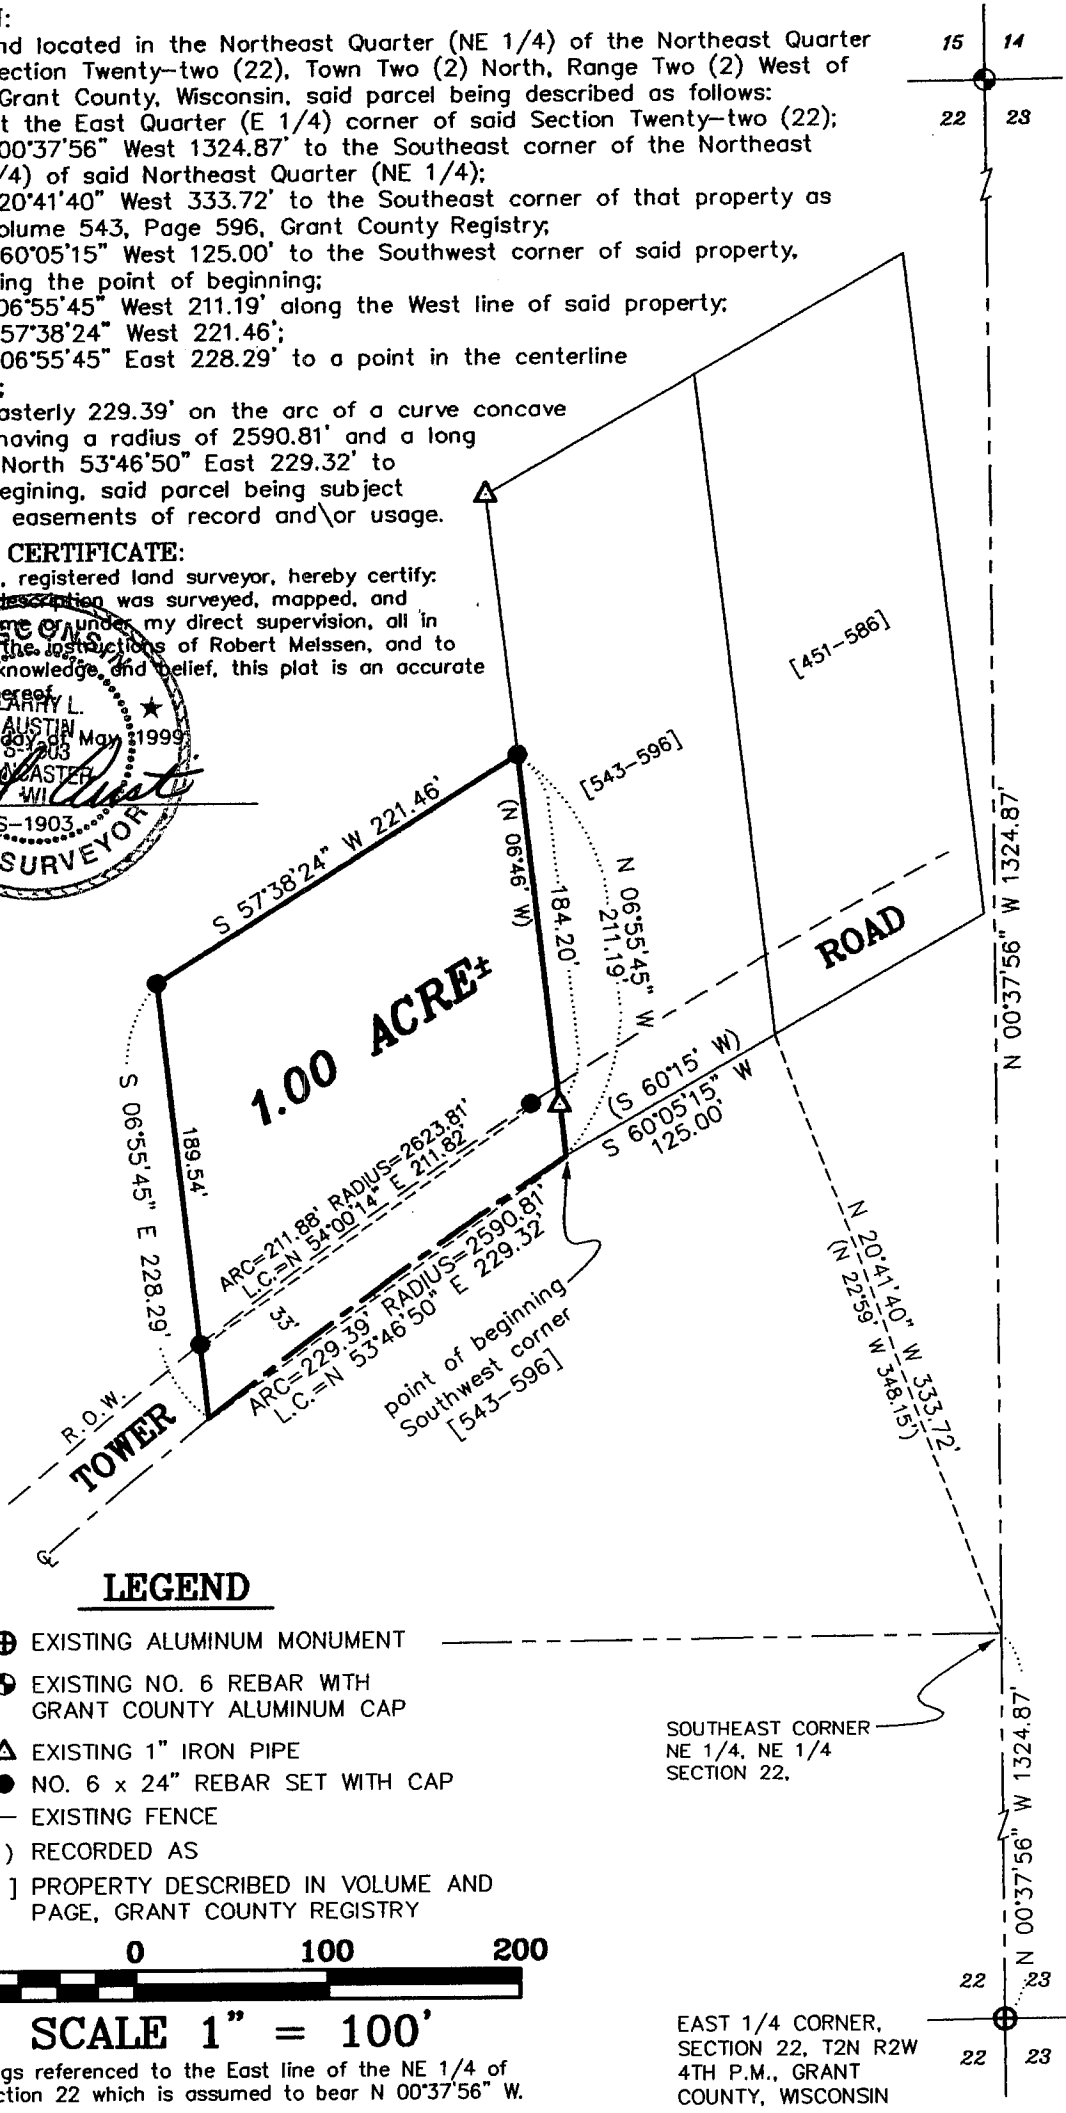 nd located in the Northeast Quarter (NE 1/4) of the Northeast Quarter
ection Twenty-two (22), Town Two (2) North, Range Two (2) West of
Grant County, Wisconsin, said parcel being described as follows:
t the East Quarter (E 1/4) corner of said Section Twenty-two (22);
00°37'56" West 1324.87' to the Southeast corner of the Northeast
/4) of said Northeast Quarter (NE 1/4);
20°41'40" West 333.72' to the Southeast corner of that property as
olume 543, Page 596, Grant County Registry;
60°05'15" West 125.00' to the Southwest corner of said property,
ing the point of beginning;
06°55'45" West 211.19' along the West line of said property;
57°38'24" West 221.46';
06°55'45" East 228.29' to a point in the centerline
;
asterly 229.39' on the arc of a curve concave
having a radius of 2590.81' and a long
North 53°46'50" East 229.32' to
egining, said parcel being subject
easements of record and\or usage.
CERTIFICATE:
, registered land surveyor, hereby certify:
description was surveyed, mapped, and
me or under my direct supervision, all in
the instructions of Robert Meissen, and to
knowledge and belief, this plat is an accurate
ereof.
LARRY L.
AUSTIN
day of May, 1999
S-1903
WI
S-1903
SURVEYOR
15 14
22 23
[451-586]
[543-596]
S 57°38'24" W 221.46'
(N 06°46' W)
184.20'
N 06°55'45" W
211.19'
N 00°37'56" W 1324.87'
ROAD
1.00 ACRE±
(S 60°15' W)
S 60°05'15" W
125.00'
S 06°55'45" E 228.29'
189.54'
ARC=211.88' RADIUS=2623.81'
L.C.=N 54°00'14" E 211.82'
33'
ARC=229.39' RADIUS=2590.81'
L.C.=N 53°46'50" E 229.32'
point of beginning
Southwest corner
[543-596]
N 20°41'40" W 333.72'
(N 22°59' W 348.15')
R.O.W.
TOWER
LEGEND
EXISTING ALUMINUM MONUMENT
EXISTING NO. 6 REBAR WITH
GRANT COUNTY ALUMINUM CAP
EXISTING 1" IRON PIPE
NO. 6 x 24" REBAR SET WITH CAP
EXISTING FENCE
) RECORDED AS
] PROPERTY DESCRIBED IN VOLUME AND
PAGE, GRANT COUNTY REGISTRY
SOUTHEAST CORNER
NE 1/4, NE 1/4
SECTION 22,
N 00°37'56" W 1324.87'
0 100 200
SCALE 1" = 100'
gs referenced to the East line of the NE 1/4 of
ction 22 which is assumed to bear N 00°37'56" W.
22 23
EAST 1/4 CORNER,
SECTION 22, T2N R2W
4TH P.M., GRANT
COUNTY, WISCONSIN
22 23